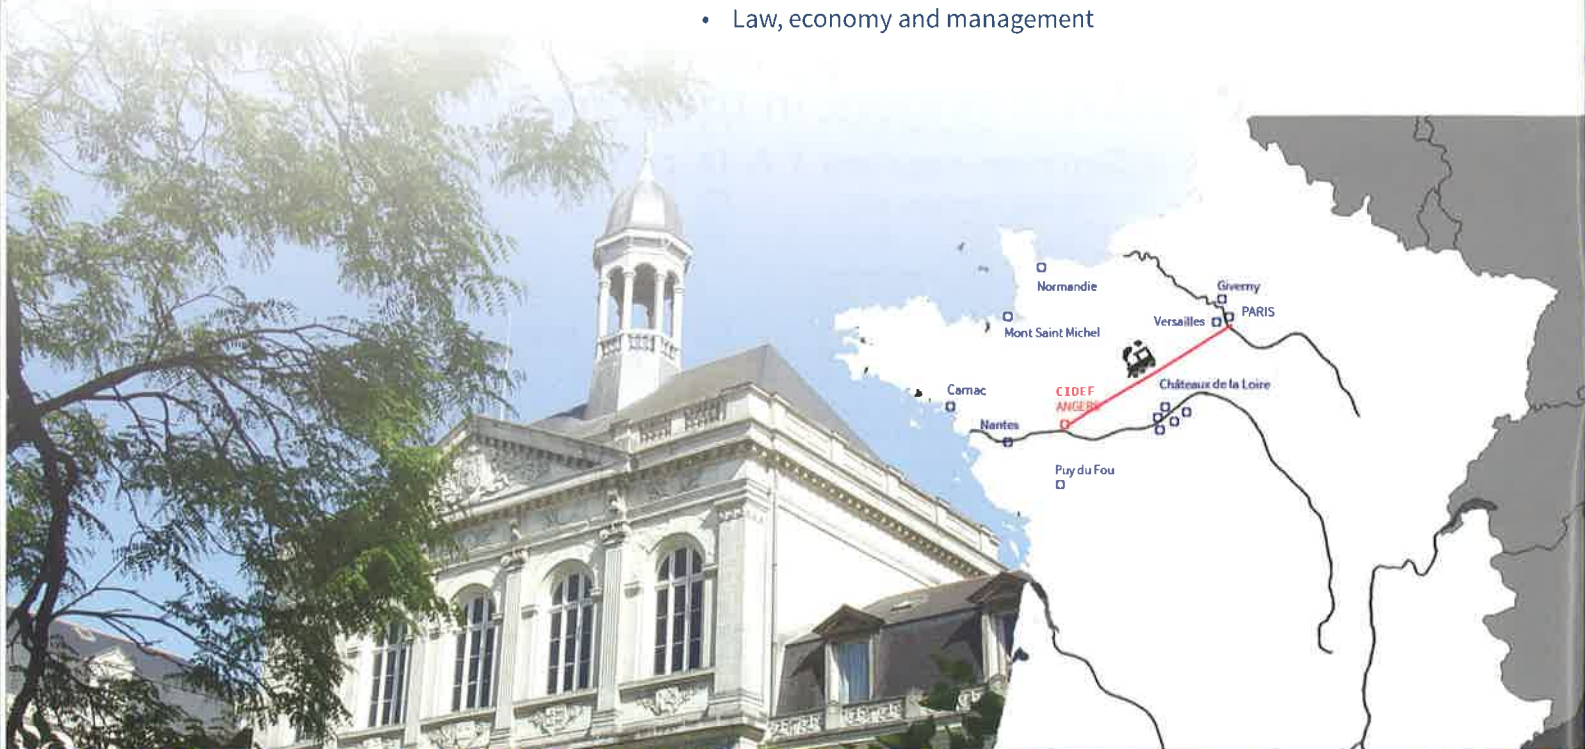 • Law, economy and management
Giverny
Normandie
PARIS
Versailles
Mont Saint Michel
Châteaux de la Loire
Carnac
CIDEF
ANGERS
Nantes
Puy du Fou